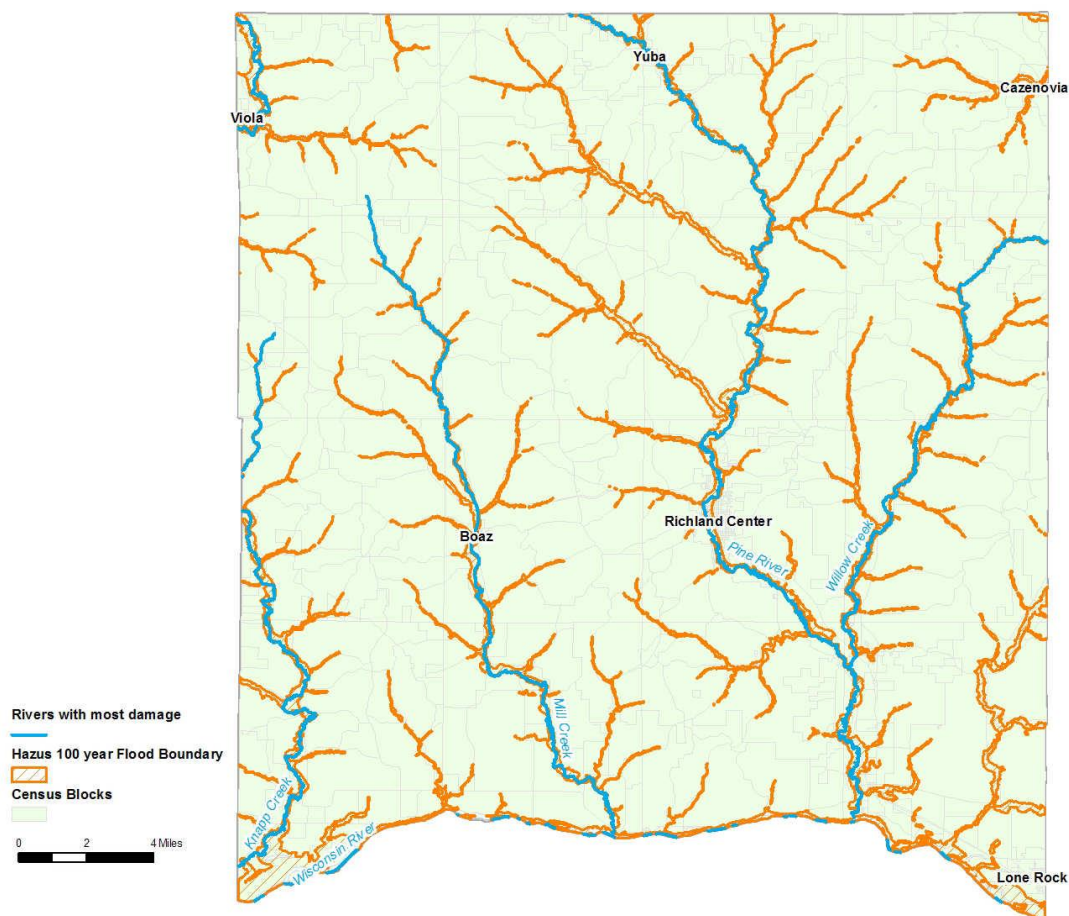 Yuba
Cazenovia
Viola
Richland Center
Boaz
Pine River
Willow Creek
Mill Creek
Knapp Creek
Wisconsin River
Lone Rock
Rivers with most damage
Hazus 100 year Flood Boundary
Census Blocks
0 2 4 Miles